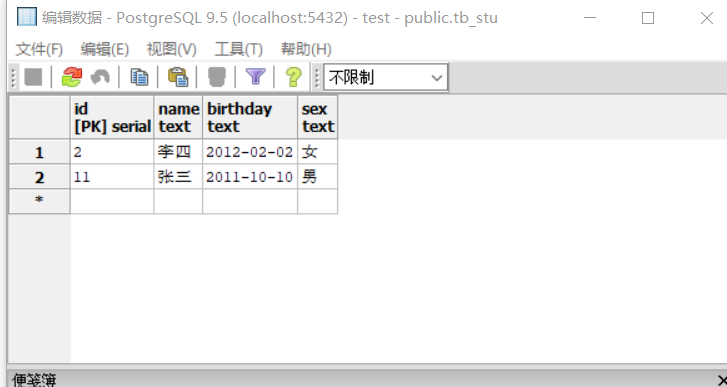 编辑数据 - PostgreSQL 9.5 (localhost:5432) - test - public.tb_stu
文件(F) 编辑(E) 视图(V) 工具(T) 帮助(H)
不限制
id name birthday sex
[PK] serial text text text
1 2 李四 2012-02-02 女
2 11 张三 2011-10-10 男
*
便笺簿